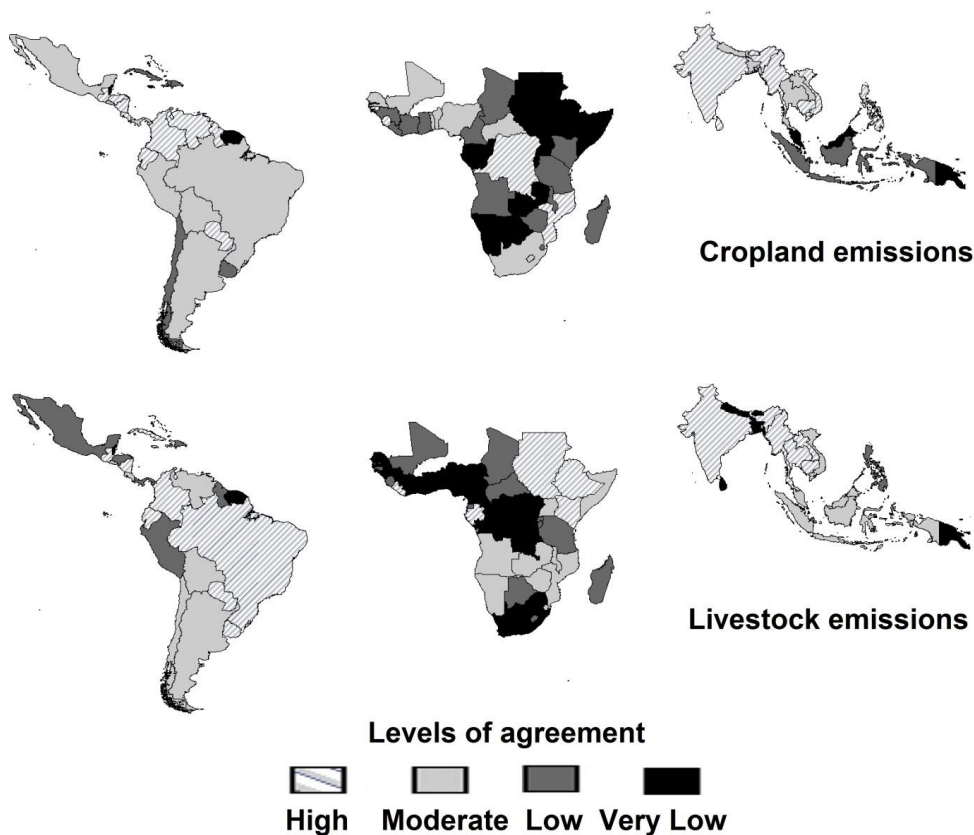 Cropland emissions
Livestock emissions
Levels of agreement
High Moderate Low Very Low